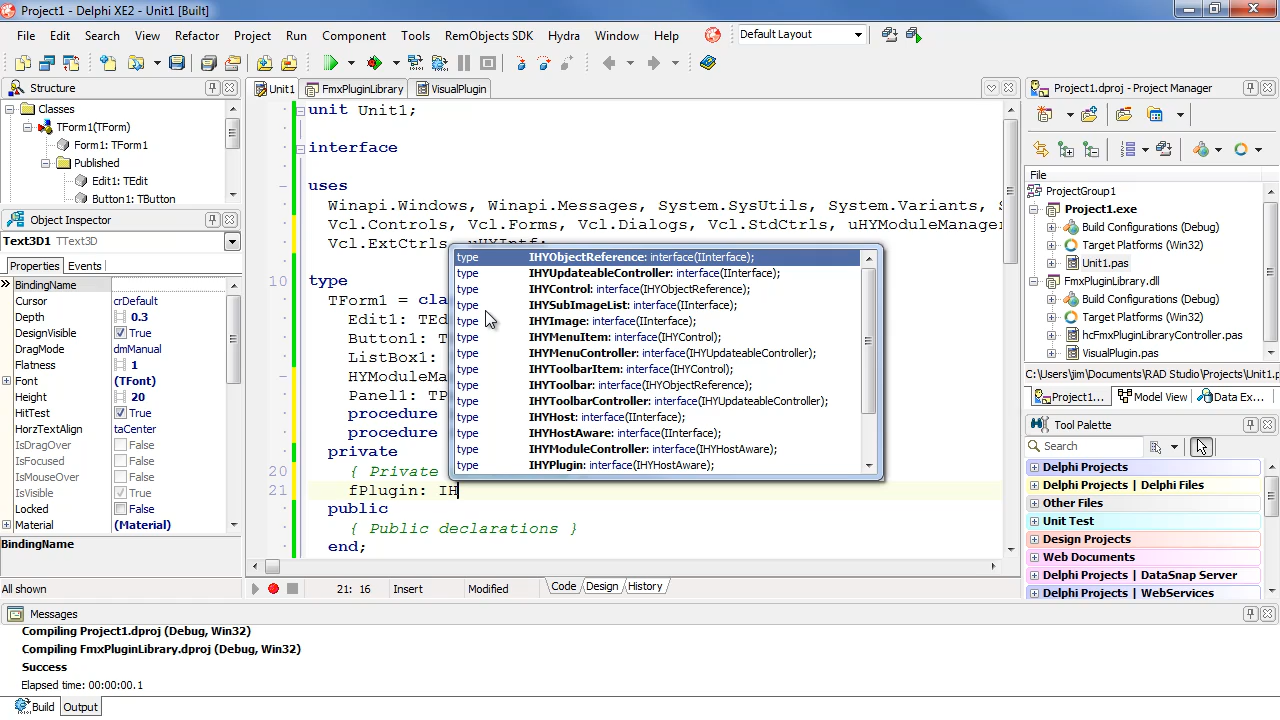 Project1 - Delphi XE2 - Unit1 [Built]
File Edit Search View Refactor Project Run Component Tools RemObjects SDK Hydra Window Help
Default Layout
Structure
Classes
TForm1(TForm)
Form1: TForm1
Published
Edit1: TEdit
Button1: TButton
Object Inspector
Text3D1 TText3D
Properties Events
BindingName
Cursor crDefault
Depth 0.3
DesignVisible True
DragMode dmManual
Flatness 1
Font (TFont)
Height 20
HitTest True
HorzTextAlign taCenter
IsDragOver False
IsFocused False
IsMouseOver False
IsVisible True
Locked False
Material (Material)
BindingName
All shown
Unit1 FmxPluginLibrary VisualPlugin
unit Unit1;
interface
uses
Winapi.Windows, Winapi.Messages, System.SysUtils, System.Variants, S
Vcl.Controls, Vcl.Forms, Vcl.Dialogs, Vcl.StdCtrls, uHYModuleManager
Vcl.ExtCtrls, uHYIntf;
10 type
TForm1 = cla
Edit1: TEd
Button1: T
ListBox1:
HYModuleMa
Panel1: TP
procedure
procedure
private
20 { Private
21 fPlugin: IH
public
{ Public declarations }
end;
type IHYObjectReference: interface(IInterface);
type IHYUpdateableController: interface(IInterface);
type IHYControl: interface(IHYObjectReference);
type IHYSubImageList: interface(IInterface);
type IHYImage: interface(IInterface);
type IHYMenuItem: interface(IHYControl);
type IHYMenuController: interface(IHYUpdateableController);
type IHYToolbarItem: interface(IHYControl);
type IHYToolbar: interface(IHYObjectReference);
type IHYToolbarController: interface(IHYUpdateableController);
type IHYHost: interface(IInterface);
type IHYHostAware: interface(IInterface);
type IHYModuleController: interface(IHYHostAware);
type IHYPlugin: interface(IHYHostAware);
21: 16 Insert Modified Code Design History
Project1.dproj - Project Manager
File
ProjectGroup1
Project1.exe
Build Configurations (Debug)
Target Platforms (Win32)
Unit1.pas
FmxPluginLibrary.dll
Build Configurations (Debug)
Target Platforms (Win32)
hcFmxPluginLibraryController.pas
VisualPlugin.pas
C:\Users\jim\Documents\RAD Studio\Projects\Unit1.p
Project1... Model View Data Ex...
Tool Palette
Search
Delphi Projects
Delphi Projects | Delphi Files
Other Files
Unit Test
Design Projects
Web Documents
Delphi Projects | DataSnap Server
Delphi Projects | WebServices
Messages
Compiling Project1.dproj (Debug, Win32)
Compiling FmxPluginLibrary.dproj (Debug, Win32)
Success
Elapsed time: 00:00:00.1
Build Output